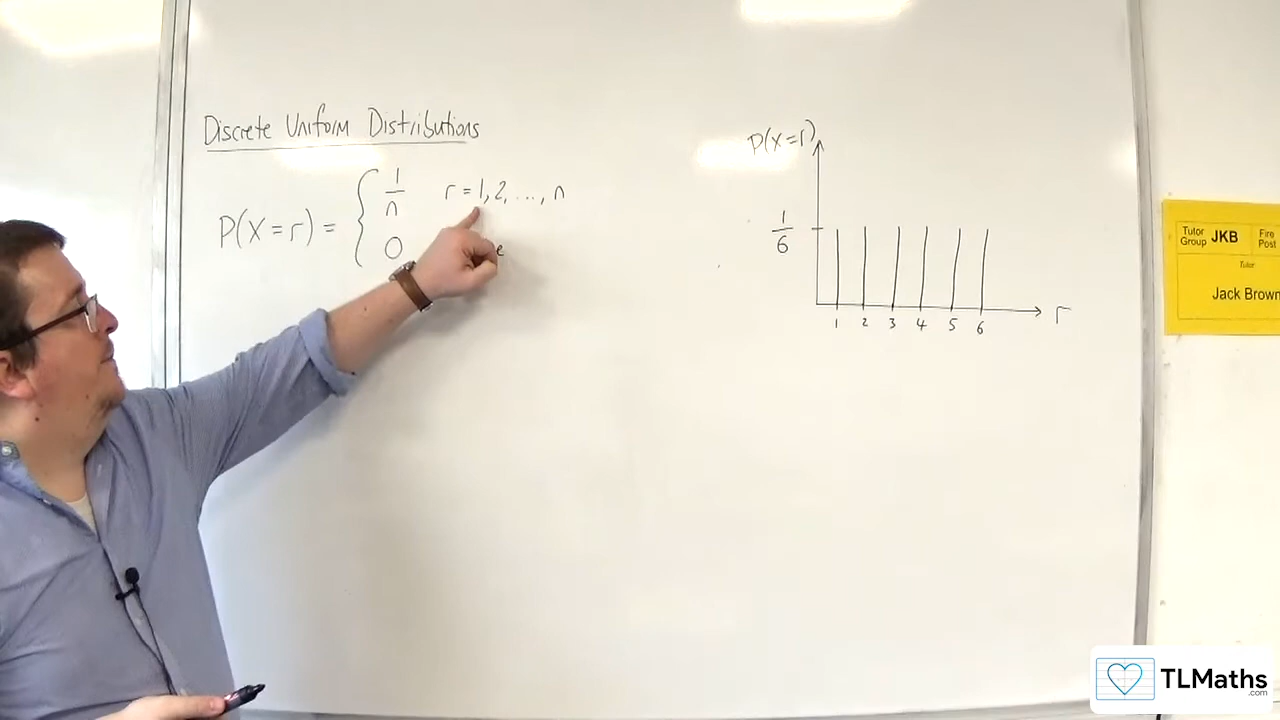 Discrete Uniform Distributions
P(X=r) = { 1/n r = 1, 2, ..., n
0
P(X=r)
1/6
1 2 3 4 5 6 r
Tutor Group JKB Fire Post
Tutor
Jack Brown
TLMaths
.com